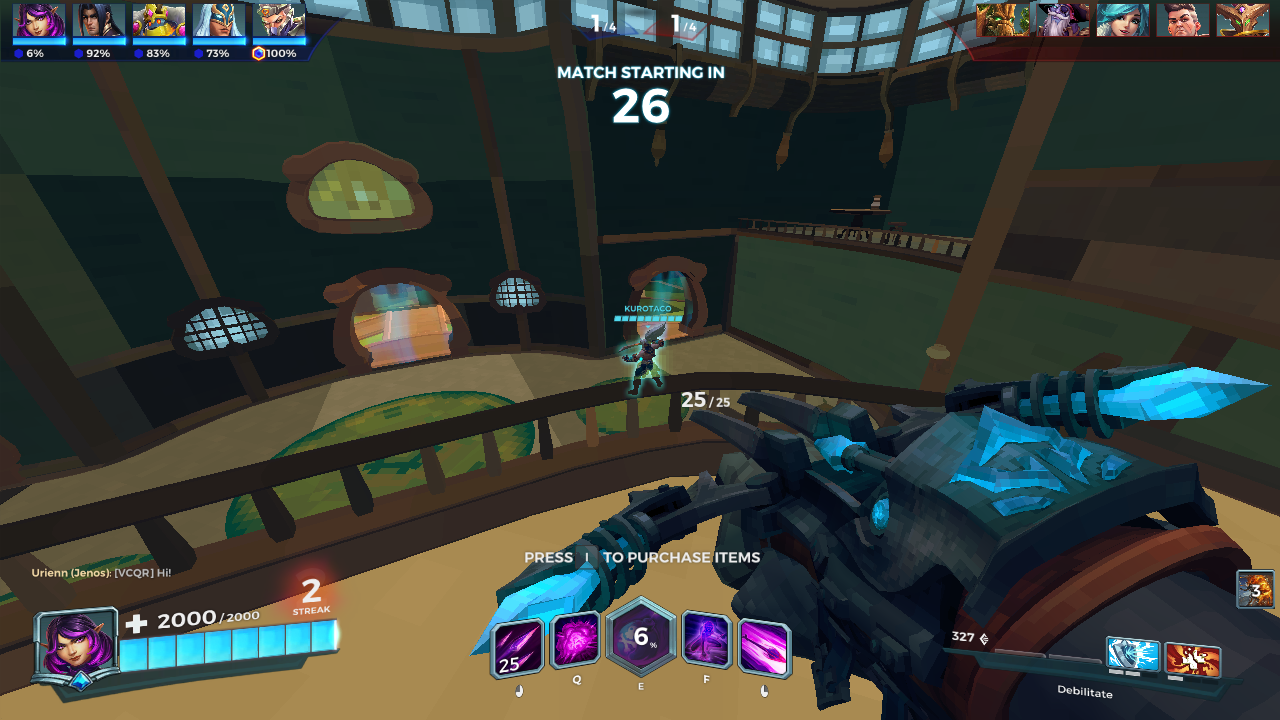 6%
92%
83%
73%
100%
1/4
1/4
MATCH STARTING IN
26
KUROTACO
25/25
PRESS I TO PURCHASE ITEMS
Urienn (Jenos): [VCQR] Hi!
2000/2000
2
STREAK
25
6%
Q
E
F
327
3
Debilitate